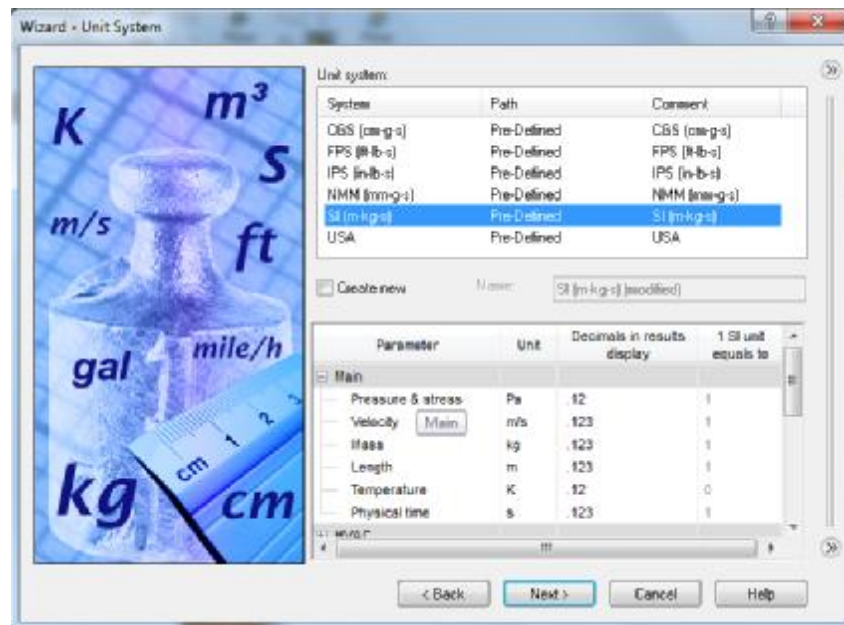 Wizard - Unit System
K
m³
S
m/s
ft
gal
mile/h
kg
cm 1 2 3
cm
Unit system:
System Path Comment
CGS (cm-g-s) Pre-Defined CGS (cm-g-s)
FPS (ft-lb-s) Pre-Defined FPS (ft-lb-s)
IPS (in-lb-s) Pre-Defined IPS (in-lb-s)
NMM (mm-g-s) Pre-Defined NMM (mm-g-s)
SI (m-kg-s) Pre-Defined SI (m-kg-s)
USA Pre-Defined USA
Create new Name: SI (m-kg-s) (modified)
Parameter Unit Decimals in results display 1 SI unit equals to
Main
Pressure & stress Pa .12 1
Velocity Main m/s .123 1
Mass kg .123 1
Length m .123 1
Temperature K .12 0
Physical time s .123 1
< Back Next > Cancel Help